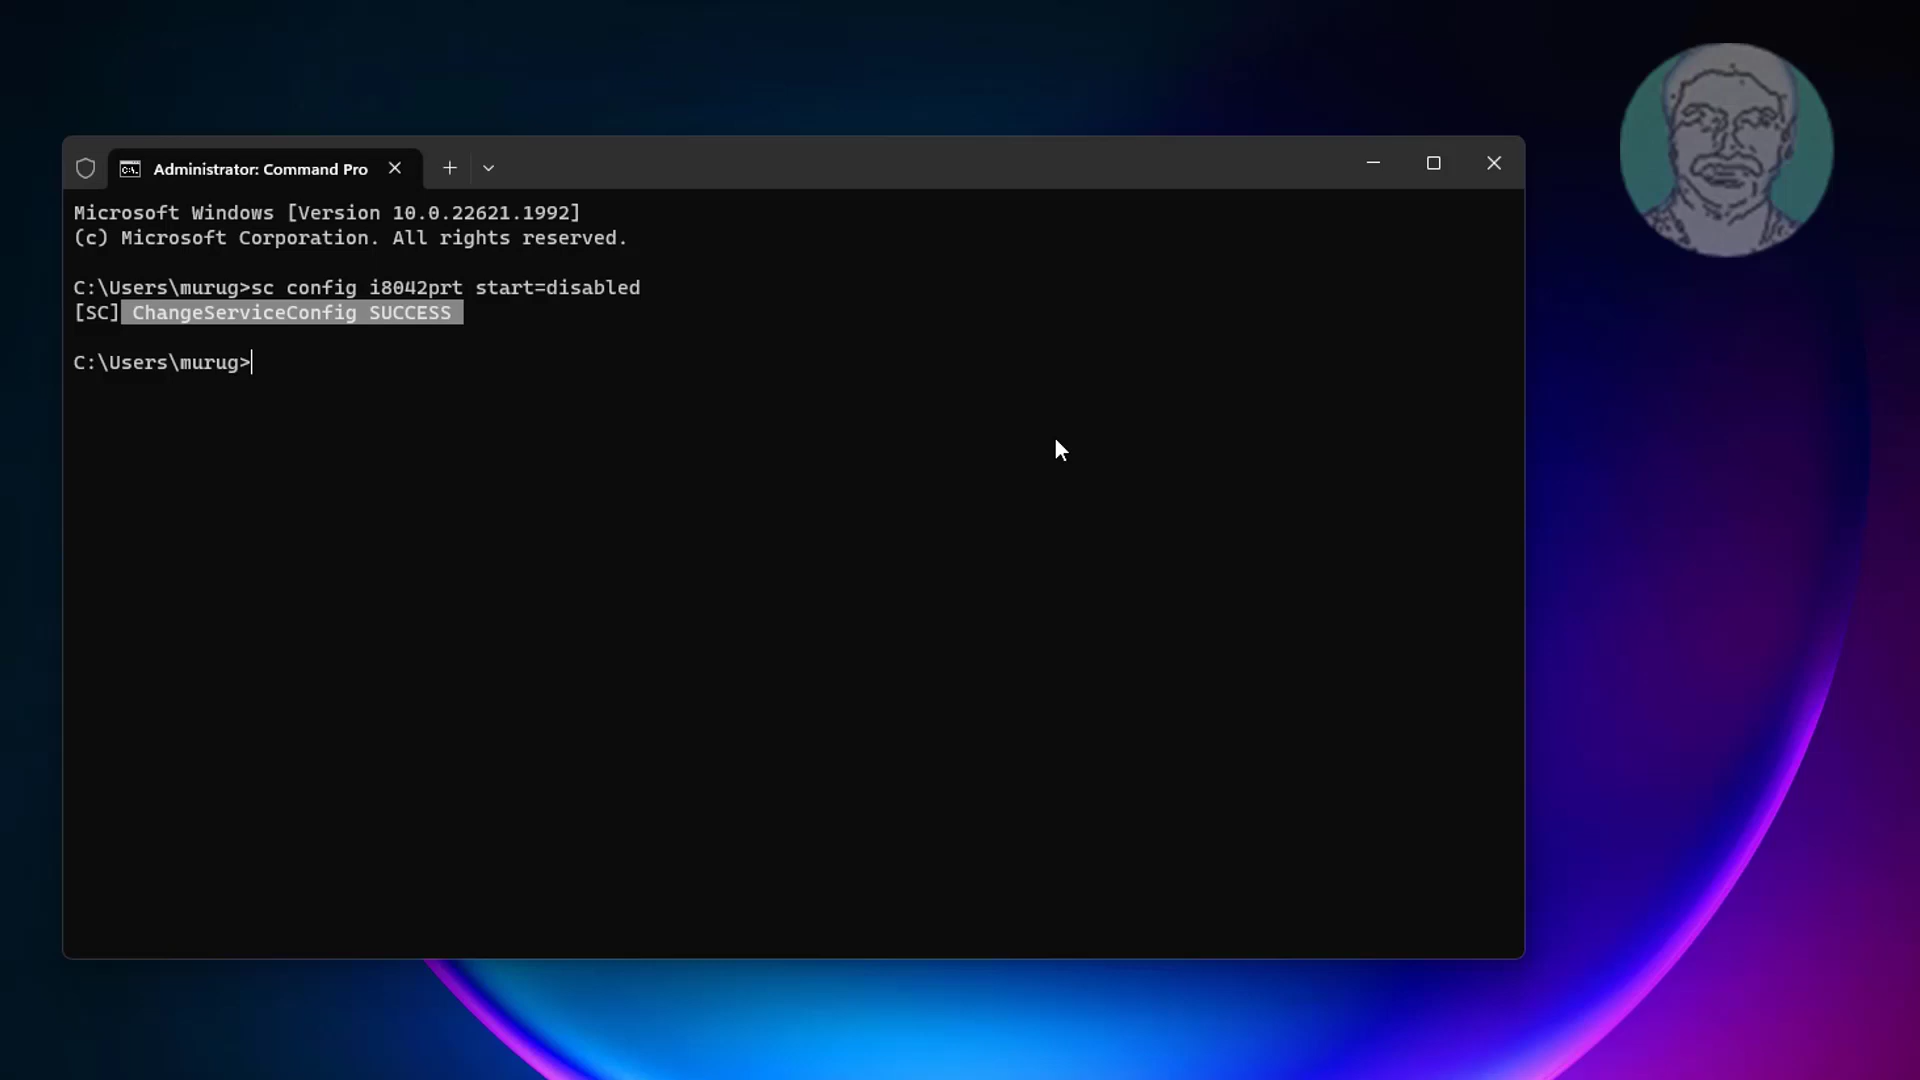 Administrator: Command Pro
Microsoft Windows [Version 10.0.22621.1992]
(c) Microsoft Corporation. All rights reserved.
C:\Users\murug>sc config i8042prt start=disabled
[SC] ChangeServiceConfig SUCCESS
C:\Users\murug>